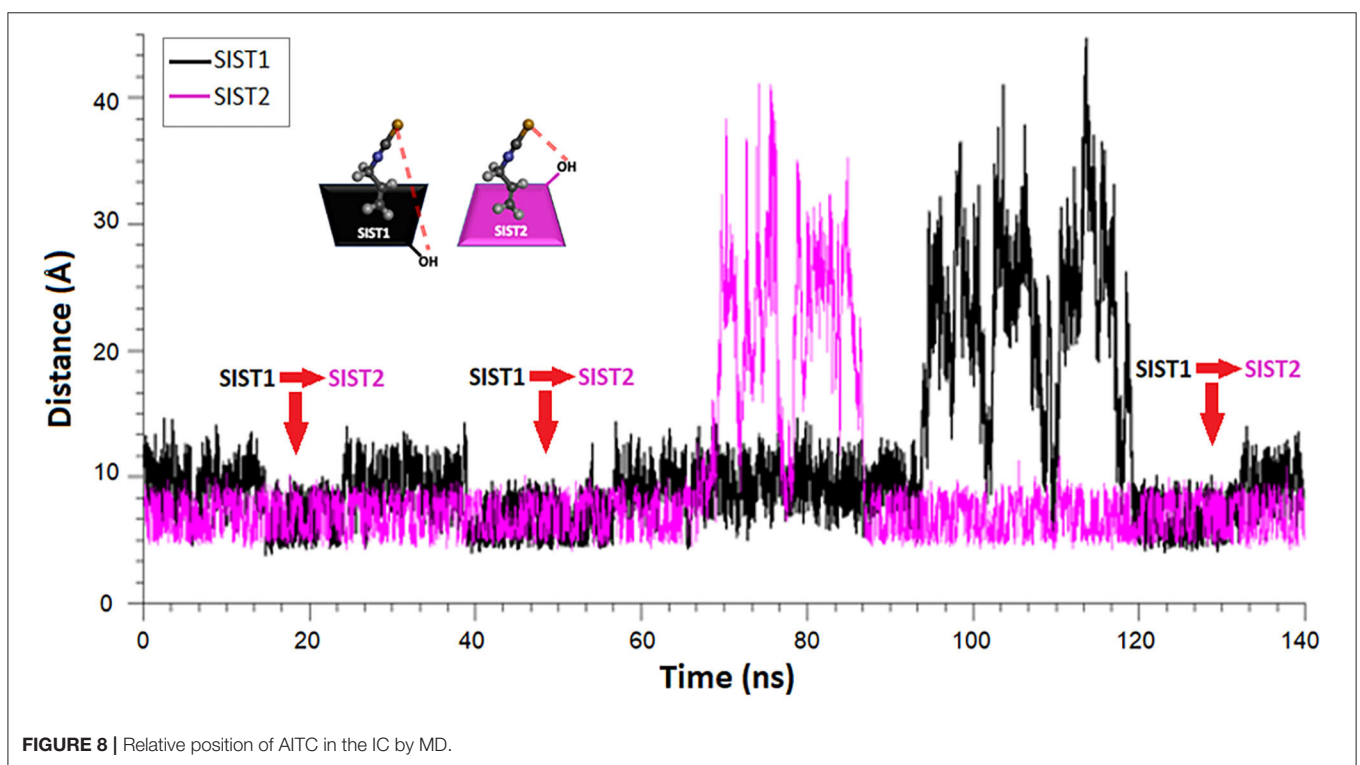 SIST1
SIST2
40
30
20
10
0
Distance (Å)
OH
OH
SIST1
SIST2
SIST1 SIST2
SIST1 SIST2
SIST1 SIST2
0 20 40 60 80 100 120 140
Time (ns)
FIGURE 8 | Relative position of AITC in the IC by MD.